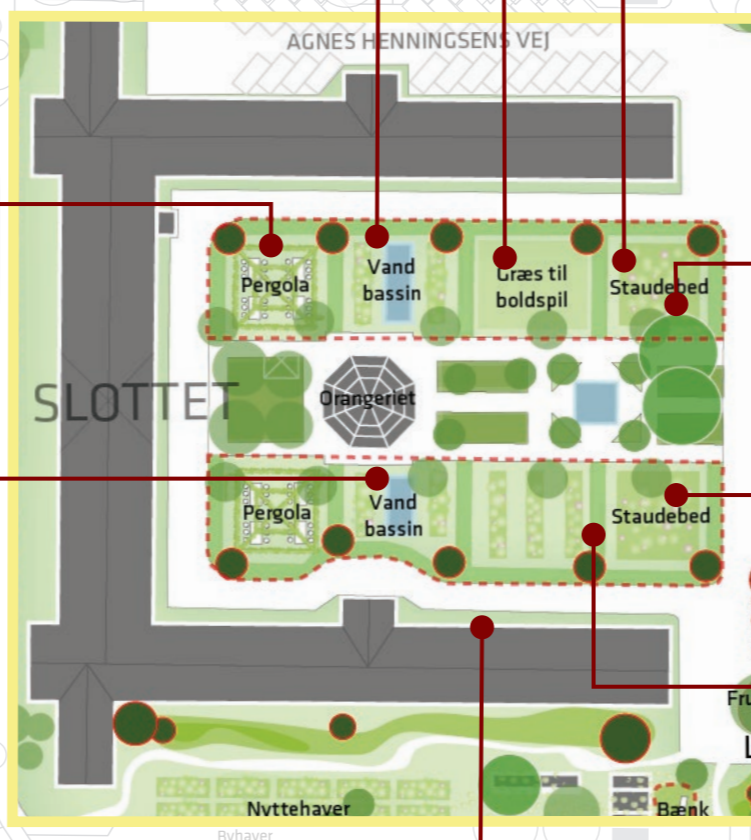 AGNES HENNINGSENS VEJ
Pergola
Vand
bassin
Græs til
boldspil
Staudebed
SLOTTET
Orangeriet
Pergola
Vand
bassin
Staudebed
Fru
L
Nyttehaver
Bænk
Byhaver